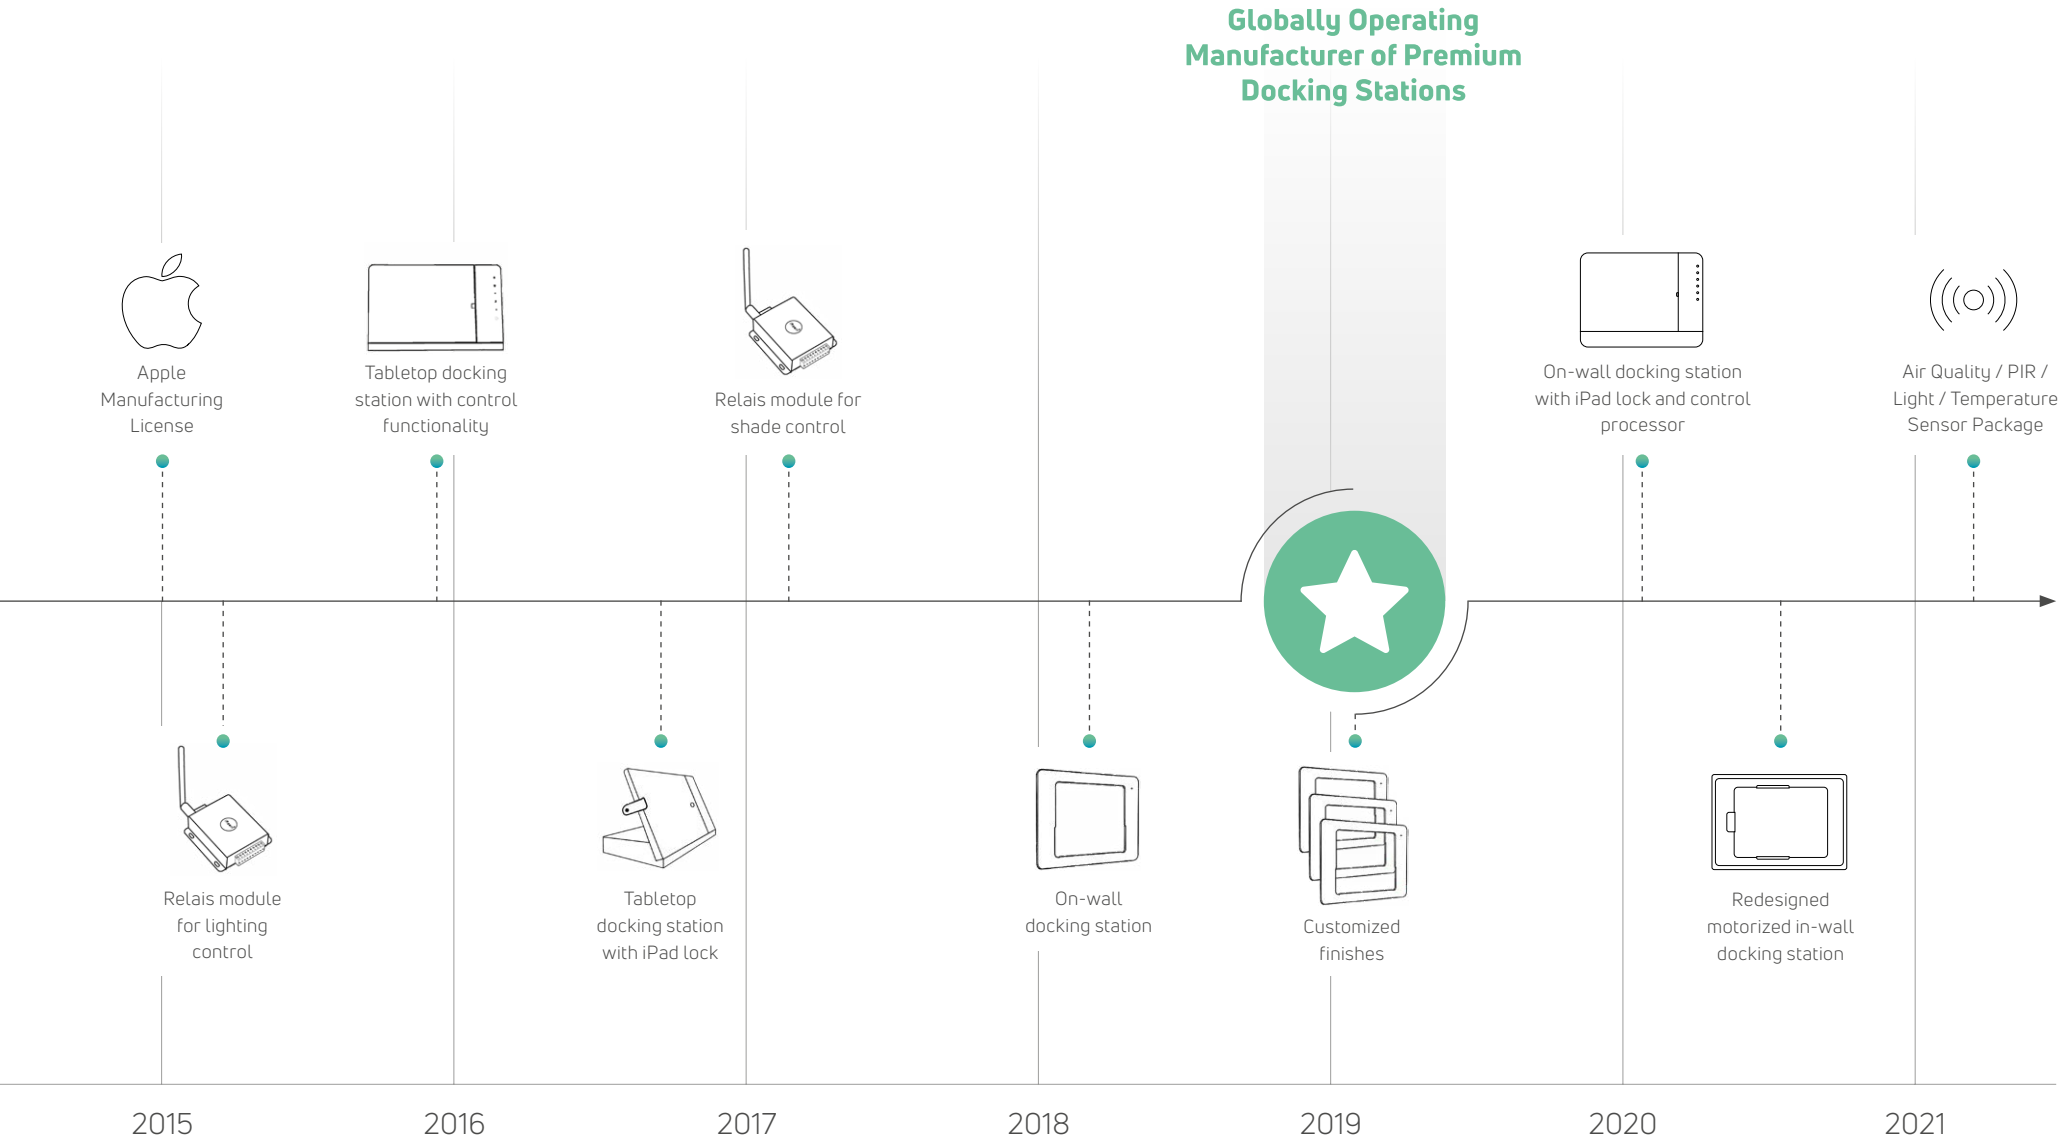 Globally Operating
Manufacturer of Premium
Docking Stations
Apple
Manufacturing
License
Tabletop docking
station with control
functionality
Relais module for
shade control
On-wall docking station
with iPad lock and control
processor
Air Quality / PIR /
Light / Temperature
Sensor Package
Relais module
for lighting
control
Tabletop
docking station
with iPad lock
On-wall
docking station
Customized
finishes
Redesigned
motorized in-wall
docking station
2015
2016
2017
2018
2019
2020
2021